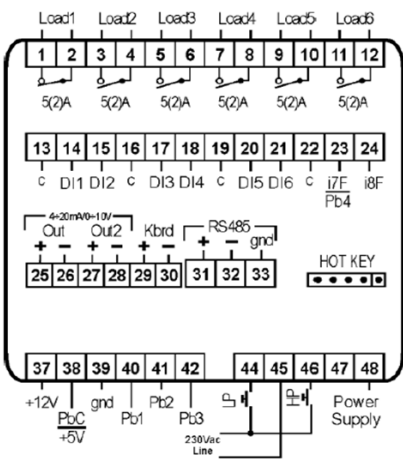 Load1 Load2 Load3 Load4 Load5 Load6
1 2 3 4 5 6 7 8 9 10 11 12
5(2)A 5(2)A 5(2)A 5(2)A 5(2)A 5(2)A
13 14 15 16 17 18 19 20 21 22 23 24
c DI1 DI2 c DI3 DI4 c DI5 DI6 c i7F i8F
Pb4
4÷20mA/0÷10V
Out Out2 Kbrd RS485
+ - + - + - + - gnd
25 26 27 28 29 30 31 32 33
HOT KEY
37 38 39 40 41 42 44 45 46 47 48
+12V PbC gnd Pb1 Pb2 Pb3 LP HP Power
+5V Supply
230Vac
Line